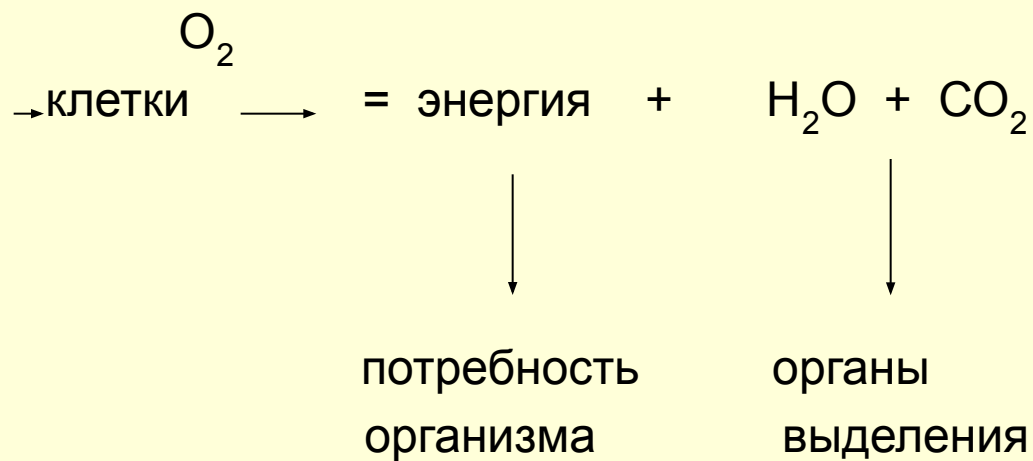 O₂
→клетки → = энергия + H₂O + CO₂
потребность органы
организма выделения